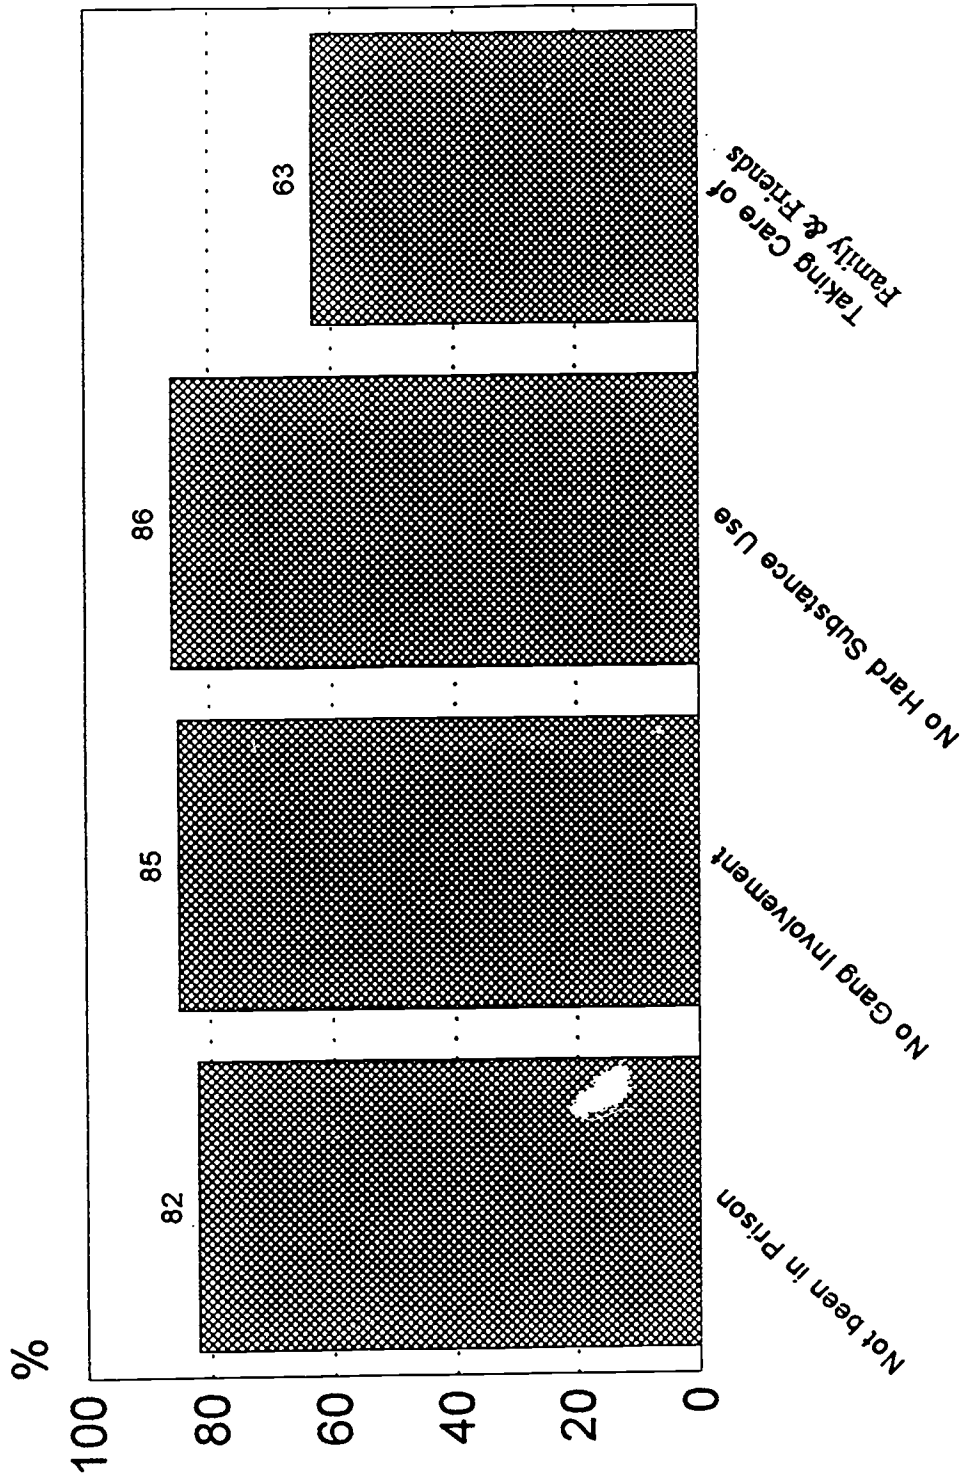 %
100
80
60
40
20
0
82
85
86
63
Not been in Prison
No Gang Involvement
No Hard Substance Use
Taking Care of
Family & Friends